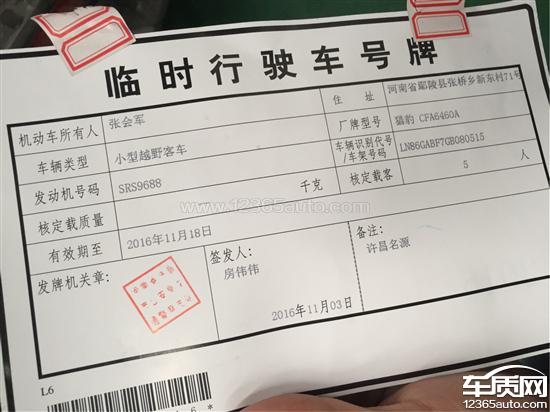 临时行驶车号牌
机动车所有人 张会军 住 址 河南省鄢陵县张桥乡新东村71号
车辆类型 小型越野客车 厂牌型号 猎豹 CFA6460A
发动机号码 SRS9688 车辆识别代号/车架号码 LN86GABF7GB080515
核定载质量 千克 核定载客 5 人
有效期至 2016年11月18日
发牌机关章: 签发人: 房伟伟 备注: 许昌名源
2016年11月03日
L6
www.12365auto.com
车质网
12365auto.com